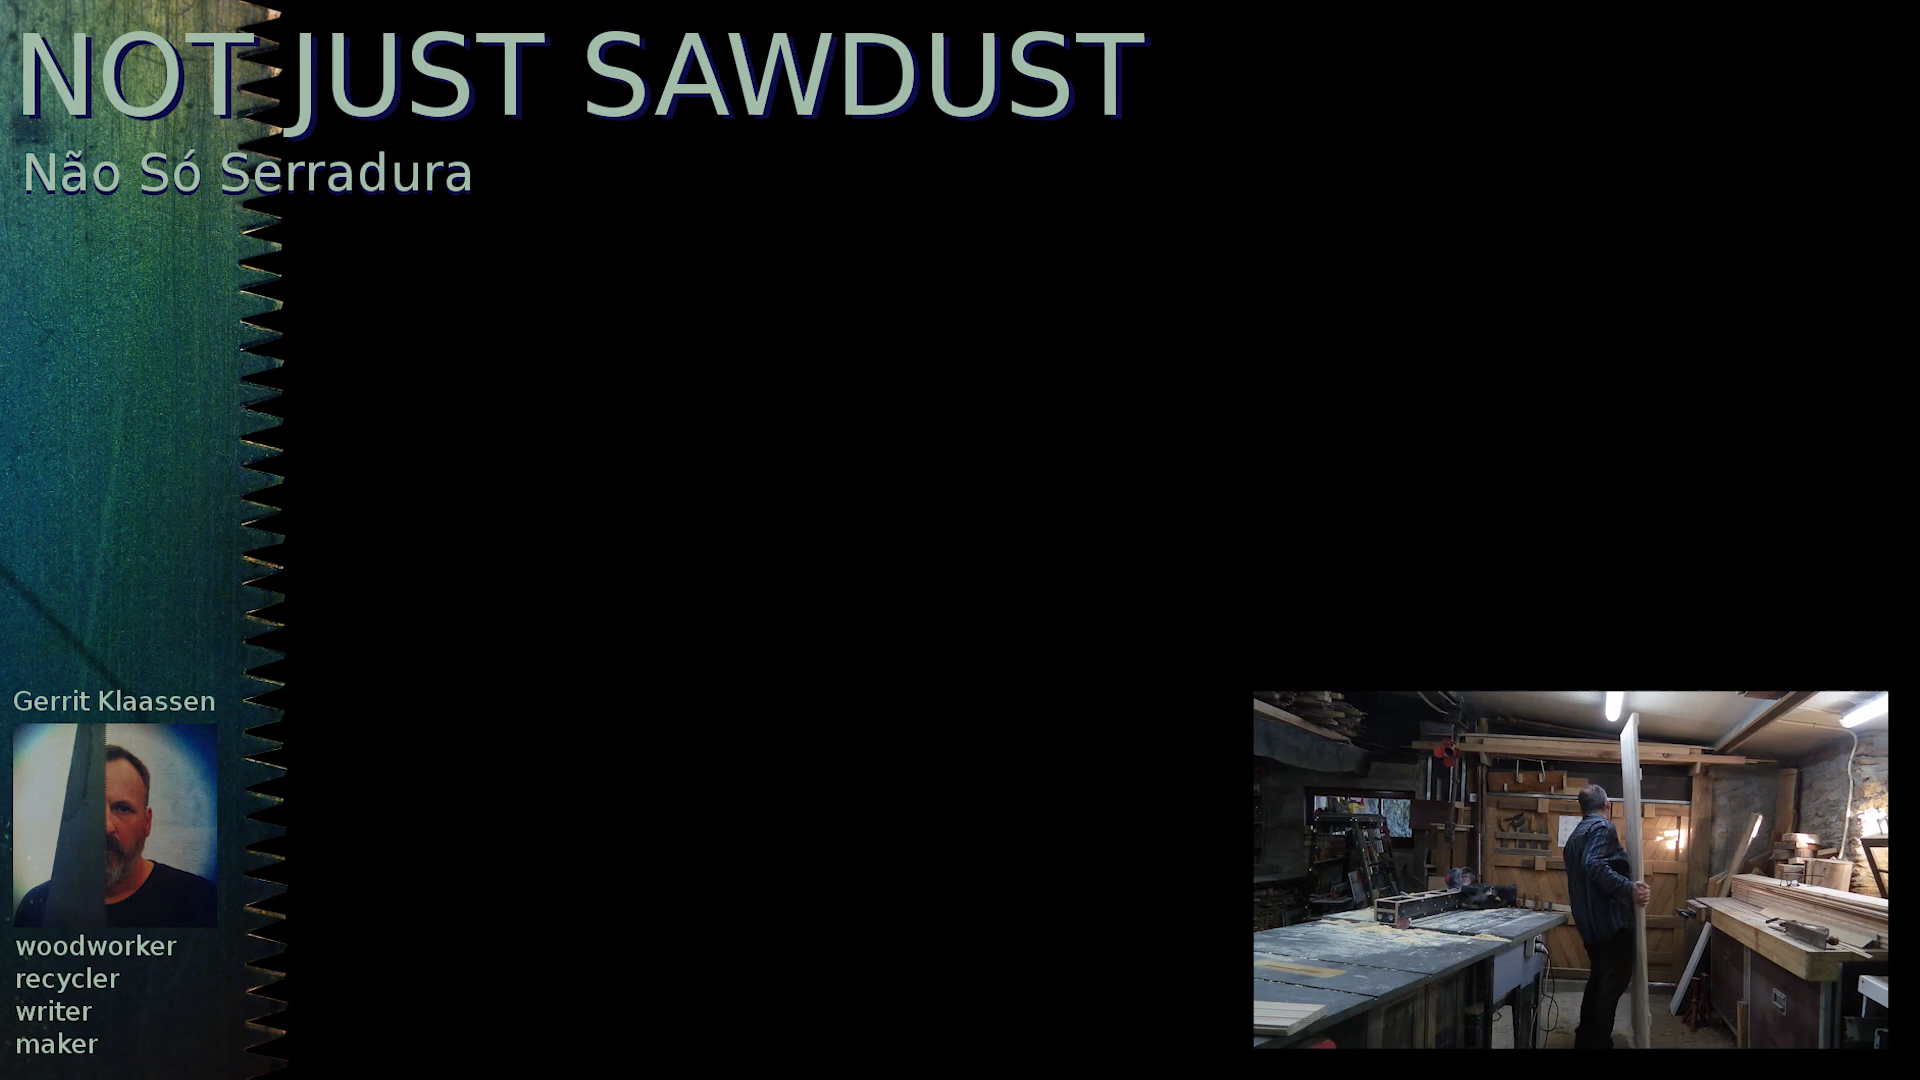 NOT JUST SAWDUST
Não Só Serradura
Gerrit Klaassen
woodworker
recycler
writer
maker